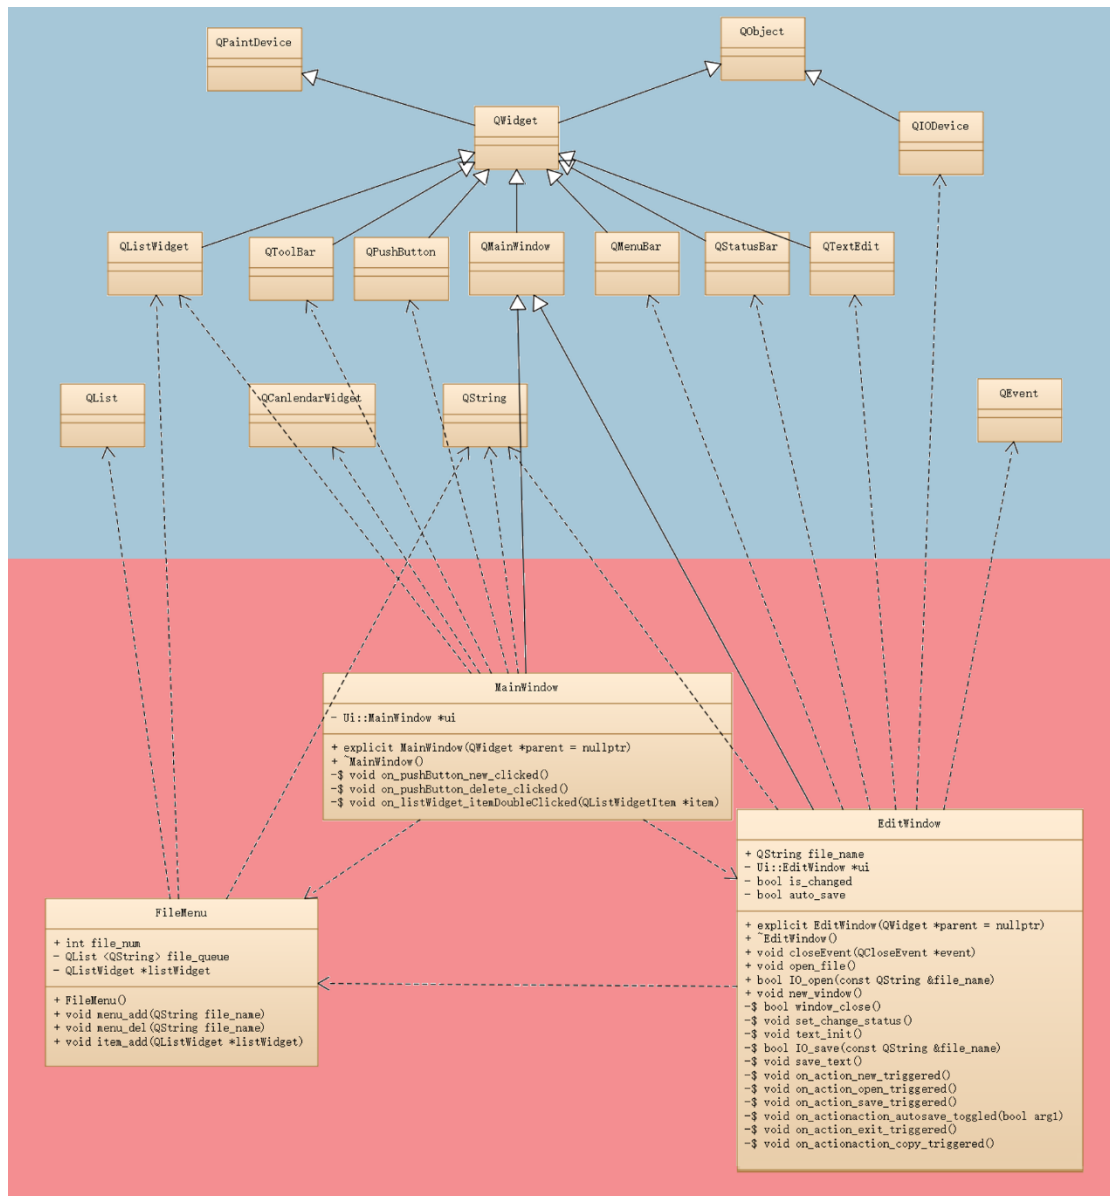 QPaintDevice
QObject
QWidget
QIODevice
QListWidget
QToolBar
QPushButton
QMainWindow
QMenuBar
QStatusBar
QTextEdit
QList
QCanlendarWidget
QString
QEvent
MainWindow
- Ui::MainWindow *ui
+ explicit MainWindow(QWidget *parent = nullptr)
+ ~MainWindow()
-$ void on_pushButton_new_clicked()
-$ void on_pushButton_delete_clicked()
-$ void on_listWidget_itemDoubleClicked(QListWidgetItem *item)
EditWindow
+ QString file_name
- Ui::EditWindow *ui
- bool is_changed
- bool auto_save
+ explicit EditWindow(QWidget *parent = nullptr)
+ ~EditWindow()
+ void closeEvent(QCloseEvent *event)
+ void open_file()
+ bool IO_open(const QString &file_name)
+ void new_window()
-$ bool window_close()
-$ void set_change_status()
-$ void text_init()
-$ bool IO_save(const QString &file_name)
-$ void save_text()
-$ void on_action_new_triggered()
-$ void on_action_open_triggered()
-$ void on_action_save_triggered()
-$ void on_actionaction_autosave_toggled(bool arg1)
-$ void on_action_exit_triggered()
-$ void on_actionaction_copy_triggered()
FileMenu
+ int file_num
- QList <QString> file_queue
- QListWidget *listWidget
+ FileMenu()
+ void menu_add(QString file_name)
+ void menu_del(QString file_name)
+ void item_add(QListWidget *listWidget)